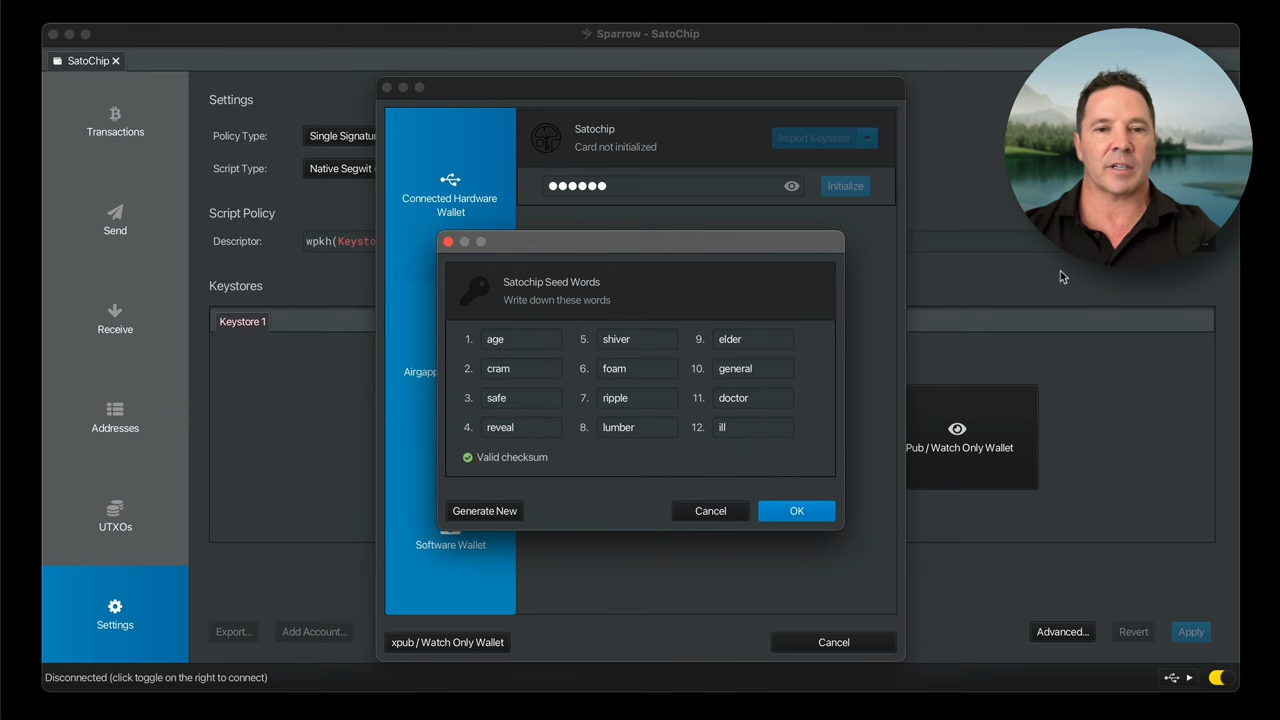 Sparrow - SatoChip
SatoChip
Transactions
Send
Receive
Addresses
UTXOs
Settings
Settings
Policy Type:
Single Signatu
Script Type:
Native Segwit
Script Policy
Descriptor:
wpkh(Keysto
...
Keystores
Keystore 1
Pub / Watch Only Wallet
Export...
Add Account...
Advanced...
Revert
Apply
Connected Hardware
Wallet
Airgapp
Software Wallet
Satochip
Card not initialized
Import Keystore
Initialize
xpub / Watch Only Wallet
Cancel
Satochip Seed Words
Write down these words
1. age
2. cram
3. safe
4. reveal
5. shiver
6. foam
7. ripple
8. lumber
9. elder
10. general
11. doctor
12. ill
Valid checksum
Generate New
Cancel
OK
Disconnected (click toggle on the right to connect)